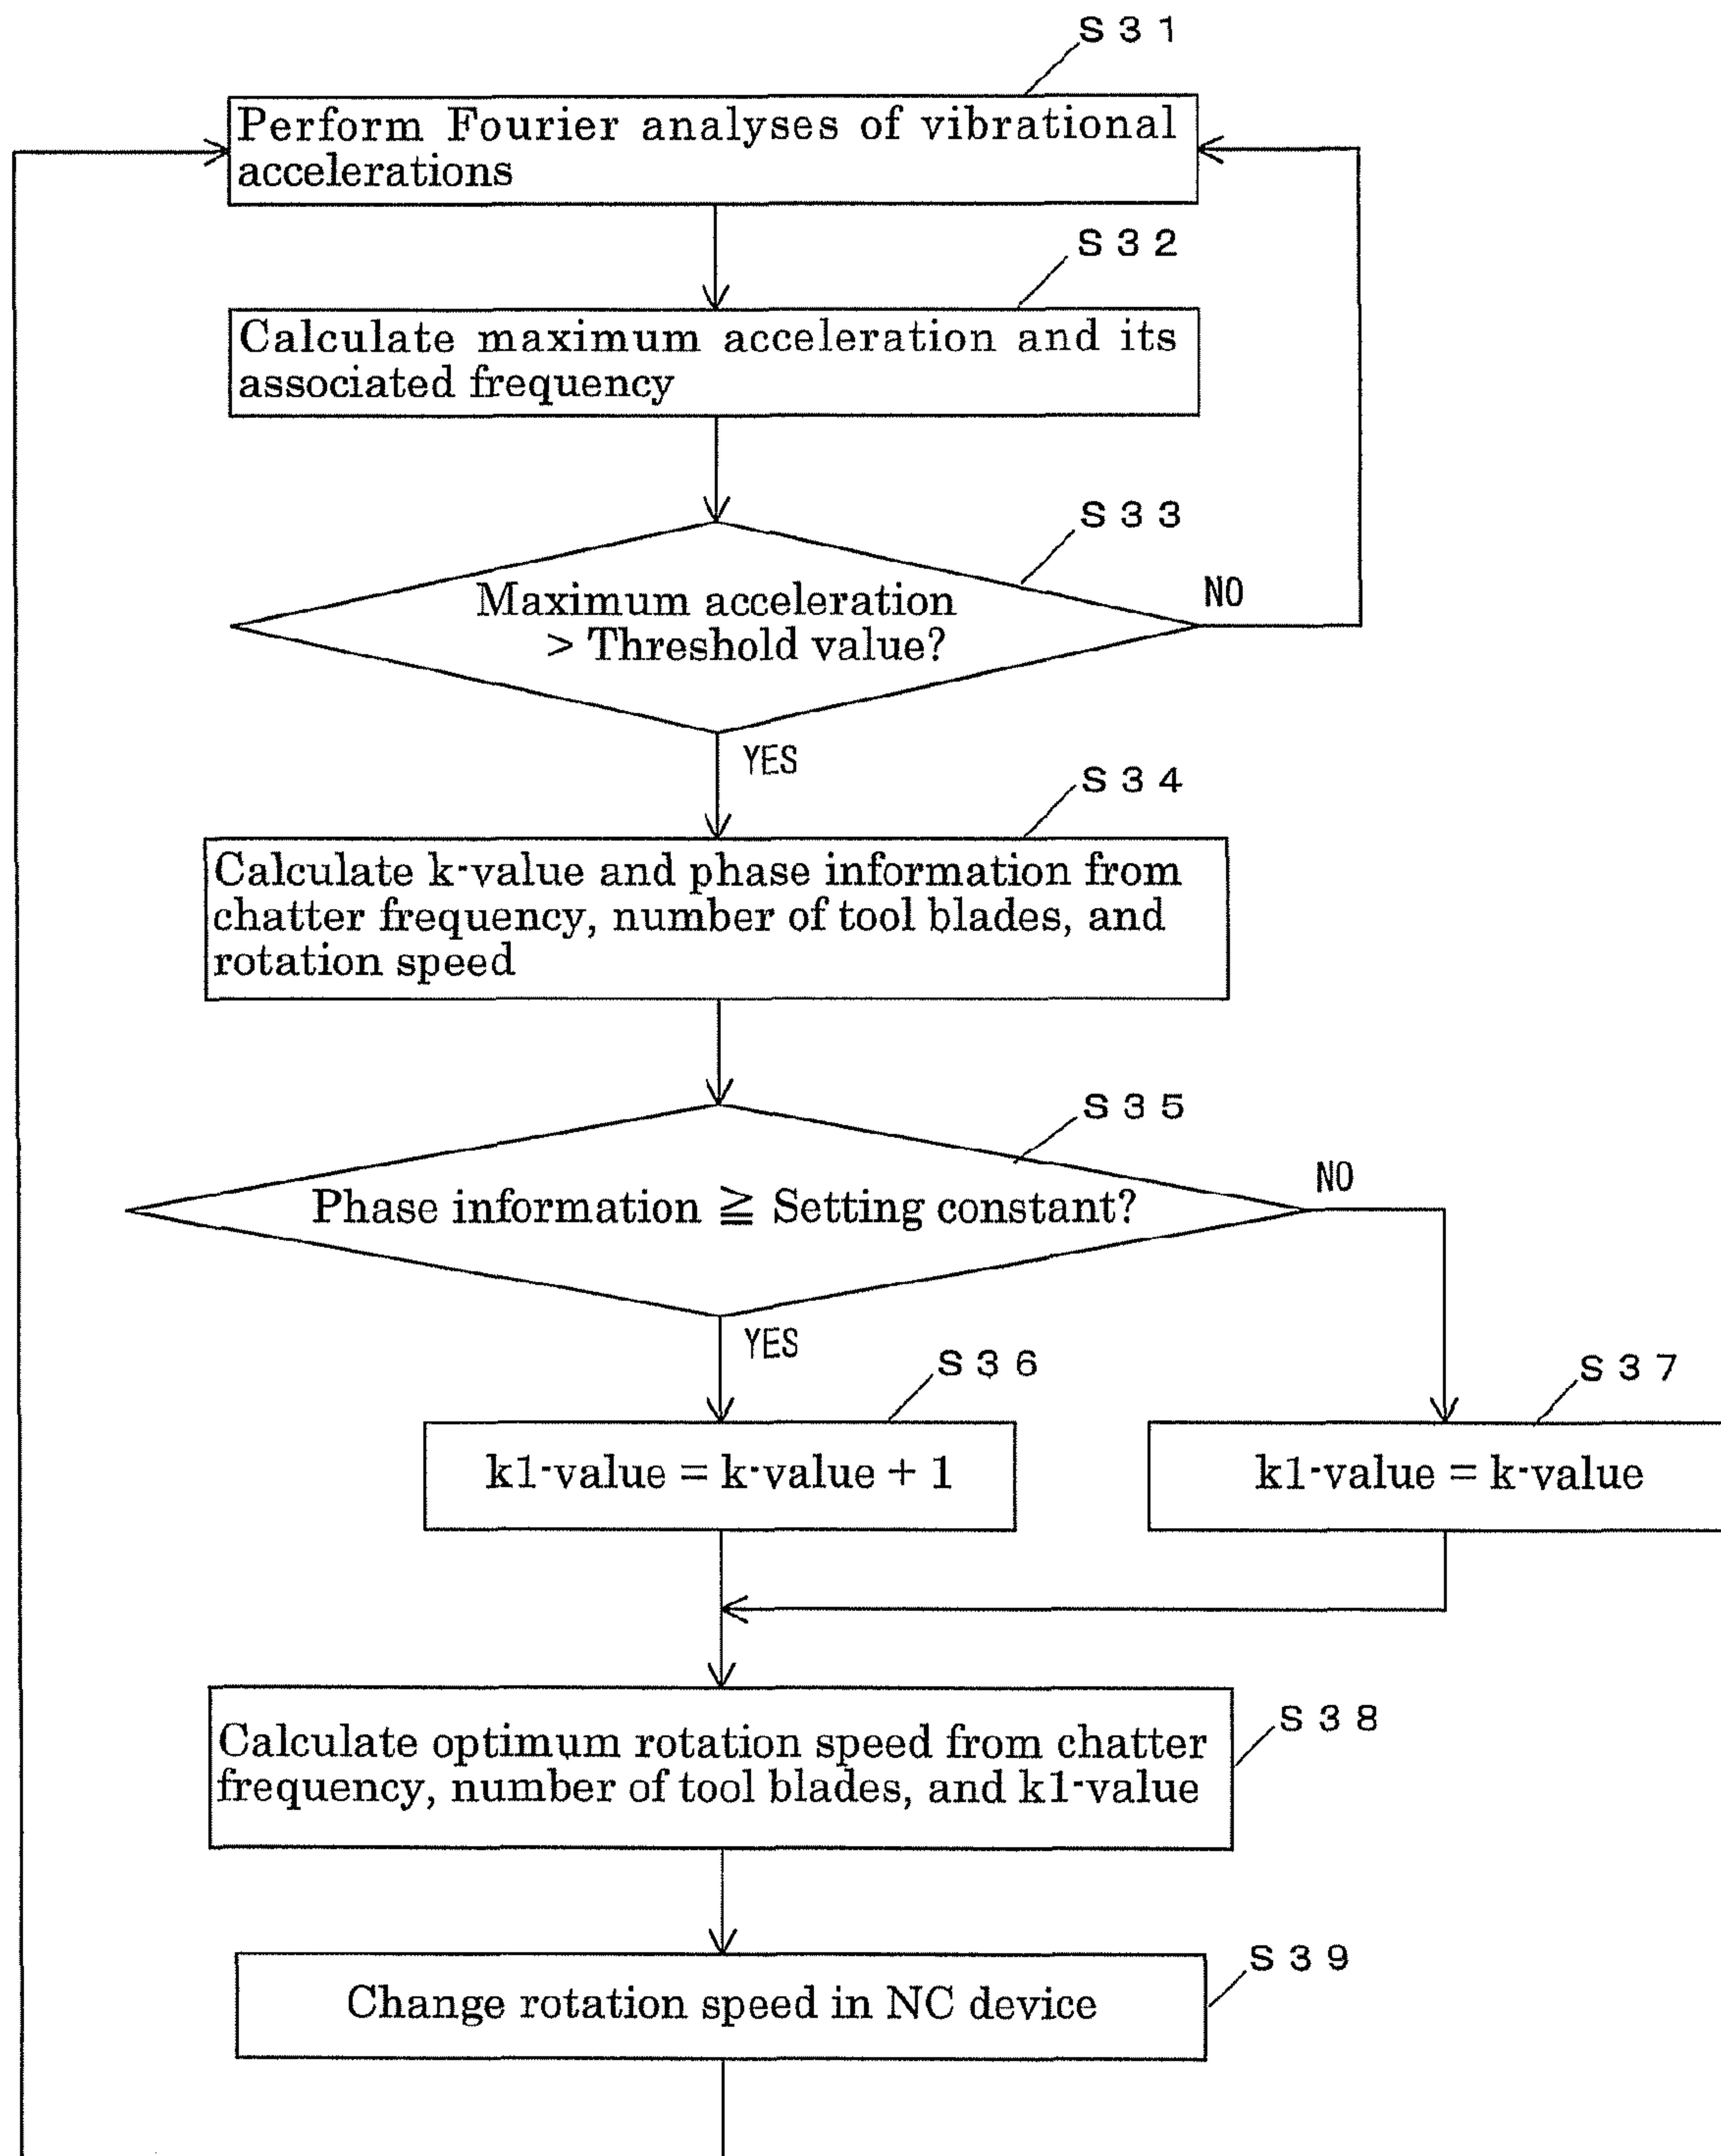 S31
Perform Fourier analyses of vibrational
accelerations
S32
Calculate maximum acceleration and its
associated frequency
S33
Maximum acceleration
> Threshold value?
NO
YES
S34
Calculate k-value and phase information from
chatter frequency, number of tool blades, and
rotation speed
S35
Phase information ≧ Setting constant?
NO
YES
S36
k1-value = k-value + 1
S37
k1-value = k-value
S38
Calculate optimum rotation speed from chatter
frequency, number of tool blades, and k1-value
S39
Change rotation speed in NC device